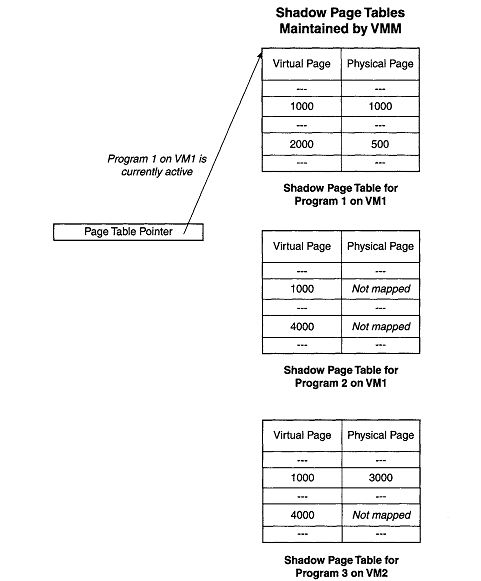 Shadow Page Tables
Maintained by VMM
Virtual Page Physical Page
--- ---
1000 1000
--- ---
2000 500
--- ---
Program 1 on VM1 is
currently active
Shadow Page Table for
Program 1 on VM1
Page Table Pointer
Virtual Page Physical Page
--- ---
1000 Not mapped
--- ---
4000 Not mapped
--- ---
Shadow Page Table for
Program 2 on VM1
Virtual Page Physical Page
--- ---
1000 3000
--- ---
4000 Not mapped
--- ---
Shadow Page Table for
Program 3 on VM2